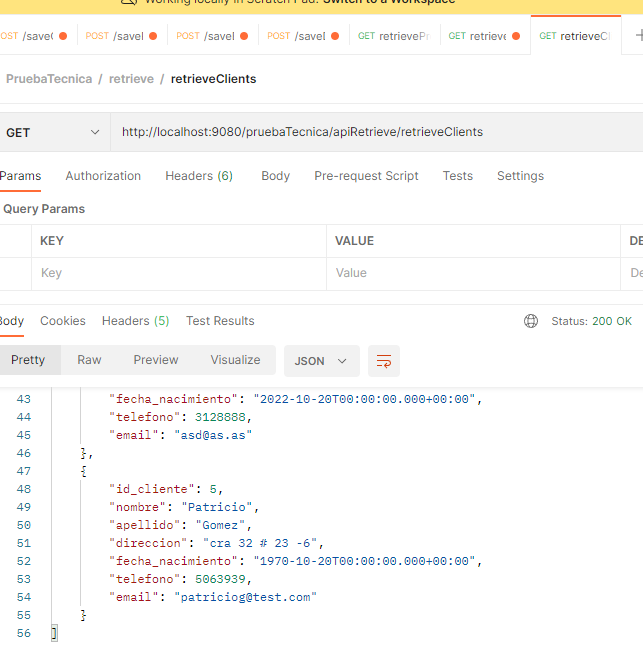 Working locally in Scratch Pad. Switch to a Workspace
POST /save POST /savel POST /savel POST /savel GET retrieveP GET retrieve GET retrieveCl
PruebaTecnica / retrieve / retrieveClients
GET http://localhost:9080/pruebaTecnica/apiRetrieve/retrieveClients
Params Authorization Headers (6) Body Pre-request Script Tests Settings
Query Params
KEY VALUE DE
Key Value De
Body Cookies Headers (5) Test Results Status: 200 OK
Pretty Raw Preview Visualize JSON
43 "fecha_nacimiento": "2022-10-20T00:00:00.000+00:00",
44 "telefono": 3128888,
45 "email": "asd@as.as"
46 },
47 {
48 "id_cliente": 5,
49 "nombre": "Patricio",
50 "apellido": "Gomez",
51 "direccion": "cra 32 # 23 -6",
52 "fecha_nacimiento": "1970-10-20T00:00:00.000+00:00",
53 "telefono": 5063939,
54 "email": "patriciog@test.com"
55 }
56 ]